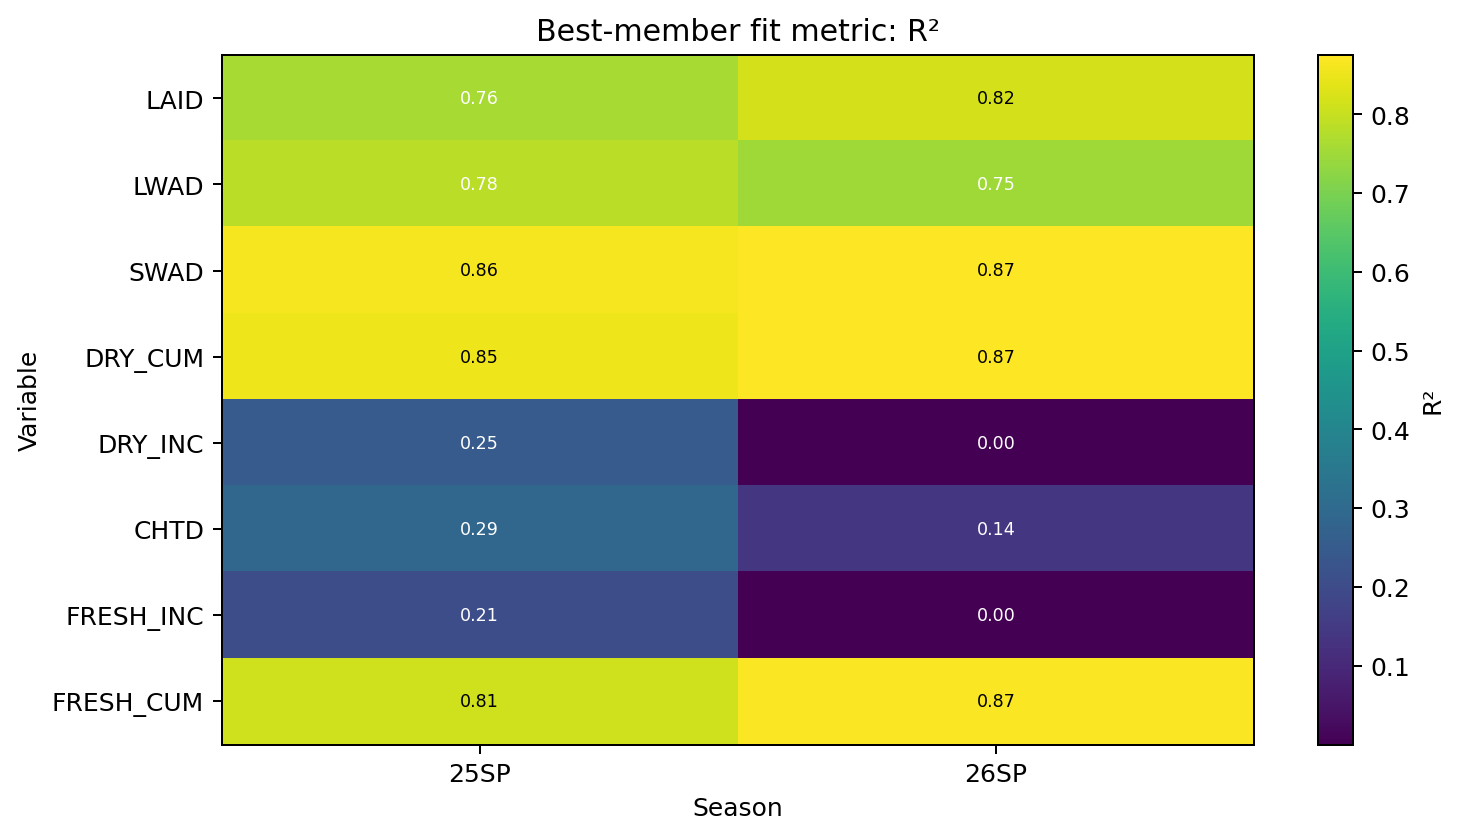 Best-member fit metric: R²
Variable
LAID 0.76 0.82
LWAD 0.78 0.75
SWAD 0.86 0.87
DRY_CUM 0.85 0.87
DRY_INC 0.25 0.00
CHTD 0.29 0.14
FRESH_INC 0.21 0.00
FRESH_CUM 0.81 0.87
25SP 26SP
Season
0.8
0.7
0.6
0.5
0.4
0.3
0.2
0.1
R²